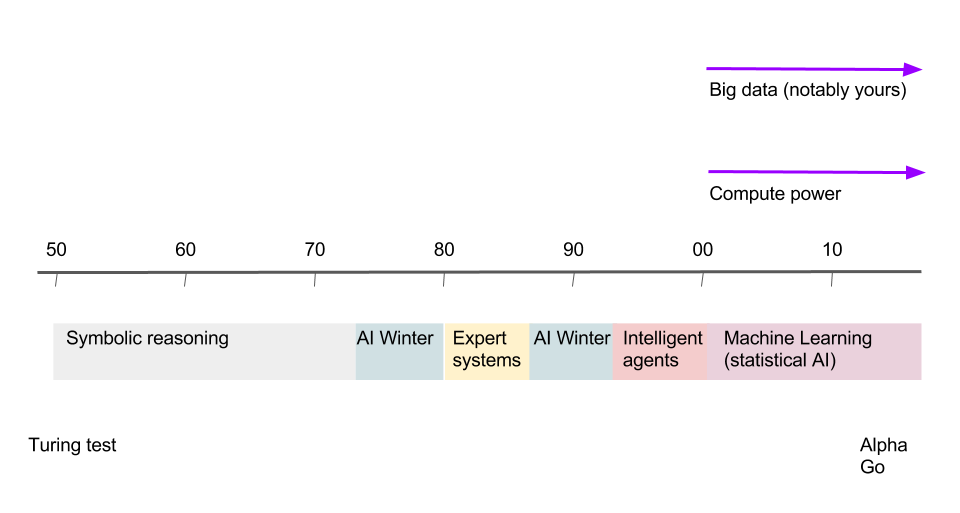 Big data (notably yours)
Compute power
50 60 70 80 90 00 10
Symbolic reasoning
AI Winter
Expert
systems
AI Winter
Intelligent
agents
Machine Learning
(statistical AI)
Turing test
Alpha
Go